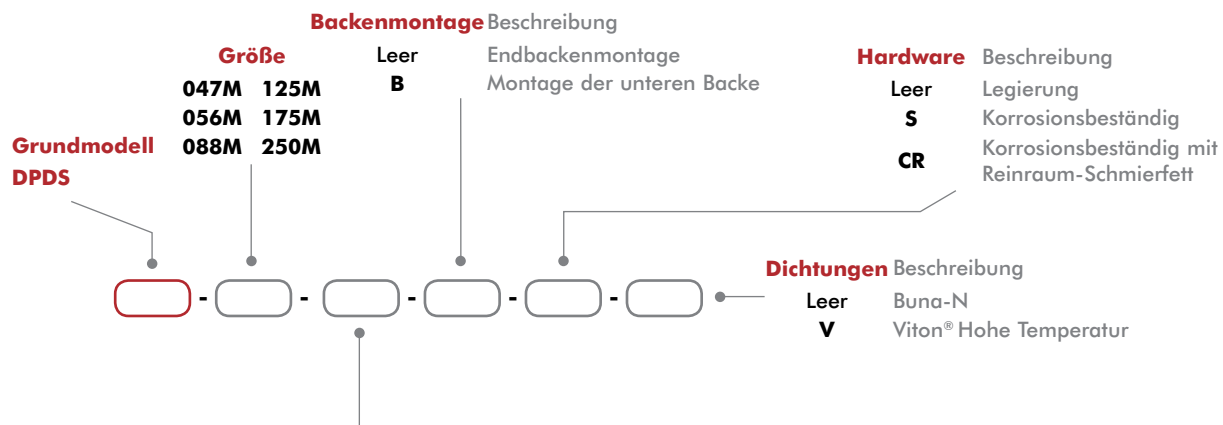 Backenmontage Beschreibung
Leer Endbackenmontage
B Montage der unteren Backe
Größe
047M 125M
056M 175M
088M 250M
Grundmodell
DPDS
Hardware Beschreibung
Leer Legierung
S Korrosionsbeständig
CR Korrosionsbeständig mit
Reinraum-Schmierfett
- - - - -
Dichtungen Beschreibung
Leer Buna-N
V Viton® Hohe Temperatur